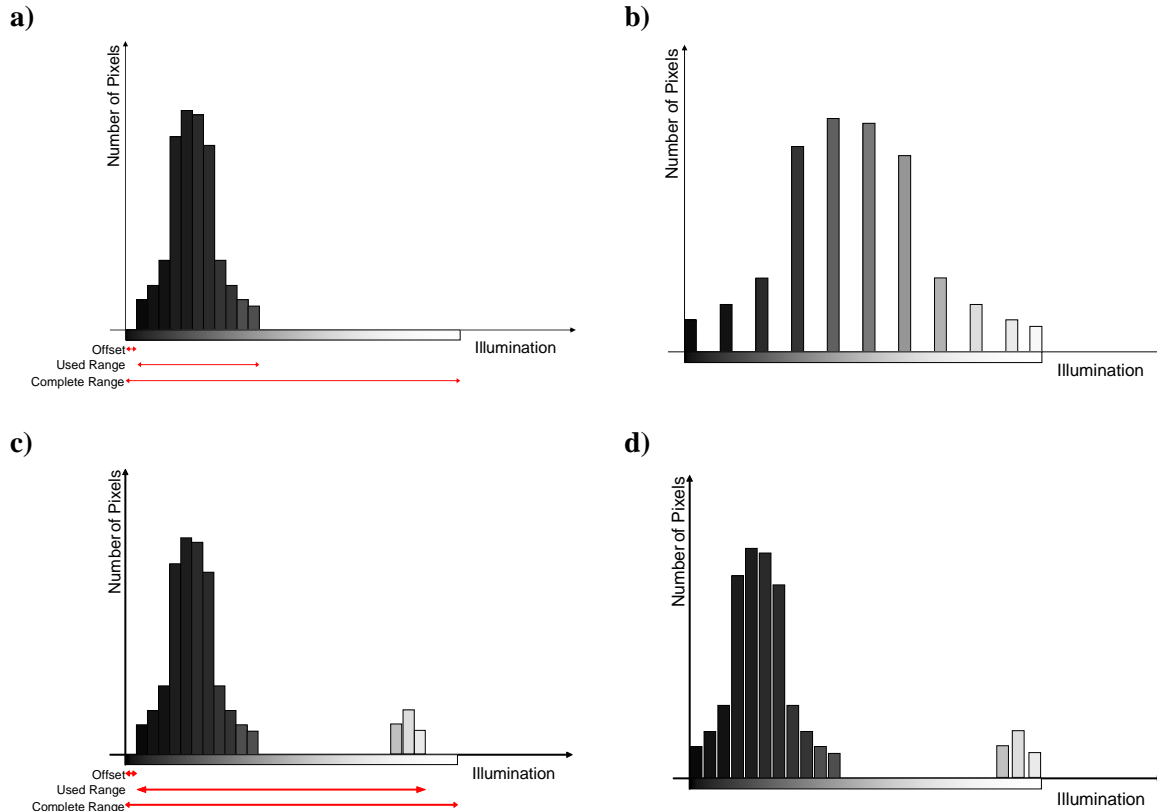 a)
Number of Pixels
Illumination
Offset
Used Range
Complete Range
b)
Number of Pixels
Illumination
c)
Number of Pixels
Illumination
Offset
Used Range
Complete Range
d)
Number of Pixels
Illumination